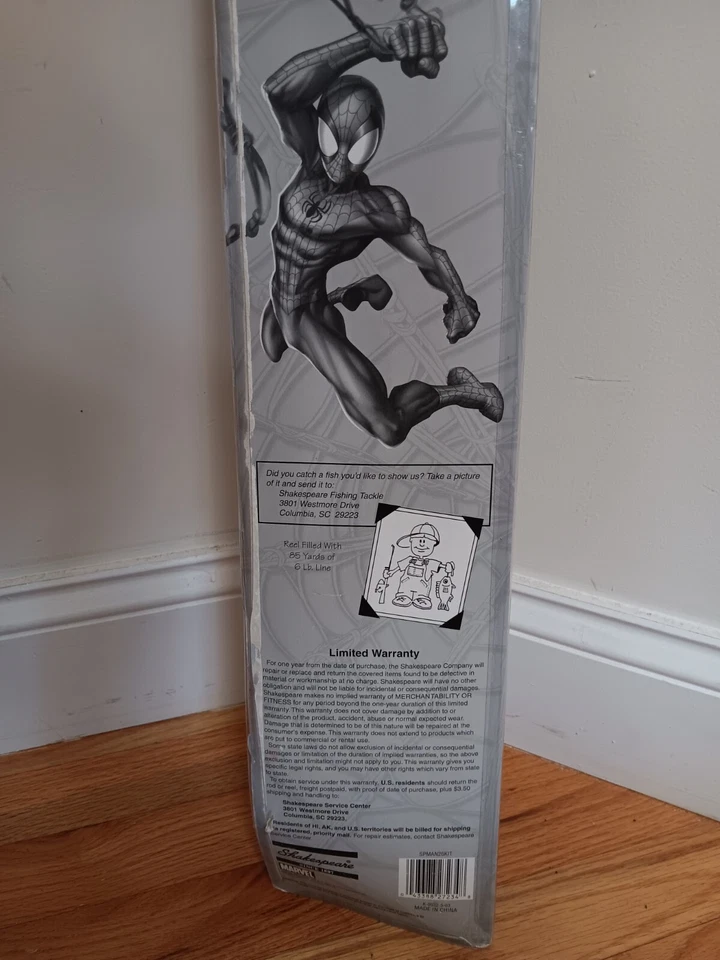 Did you catch a fish you'd like to show us? Take a picture
of it and send it to:
Shakespeare Fishing Tackle
3801 Westmore Drive
Columbia, SC 29223
Reel Filled With
85 Yards of
6 Lb. Line
Limited Warranty
For one year from the date of purchase, the Shakespeare Company will
repair or replace and return the covered items found to be defective in
material or workmanship at no charge. Shakespeare will have no other
obligation and will not be liable for incidental or consequential damages.
Shakespeare makes no implied warranty of MERCHANTABILITY OR
FITNESS for any period beyond the one-year duration of this limited
warranty. This warranty does not cover damage by addition to or
alteration of the product, accident, abuse or normal expected wear.
Damage that is determined to be of this nature will be repaired at the
consumer's expense. This warranty does not extend to products which
are put to commercial or rental use.
Some state laws do not allow exclusion of incidental or consequential
damages or limitation of the duration of implied warranties, so the above
exclusion and limitation might not apply to you. This warranty gives you
specific legal rights, and you may have other rights which vary from state
to state.
To obtain service under this warranty, U.S. residents should return the
rod or reel, freight postpaid, with proof of date of purchase, plus $3.50
shipping and handling to:
Shakespeare Service Center
3801 Westmore Drive
Columbia, SC 29223.
Residents of HI, AK, and U.S. territories will be billed for shipping
registered, priority mail. For repair estimates, contact Shakespeare
Service Center.
Shakespeare
SINCE 1897
MARVEL
SPMAN25KIT
MADE IN CHINA